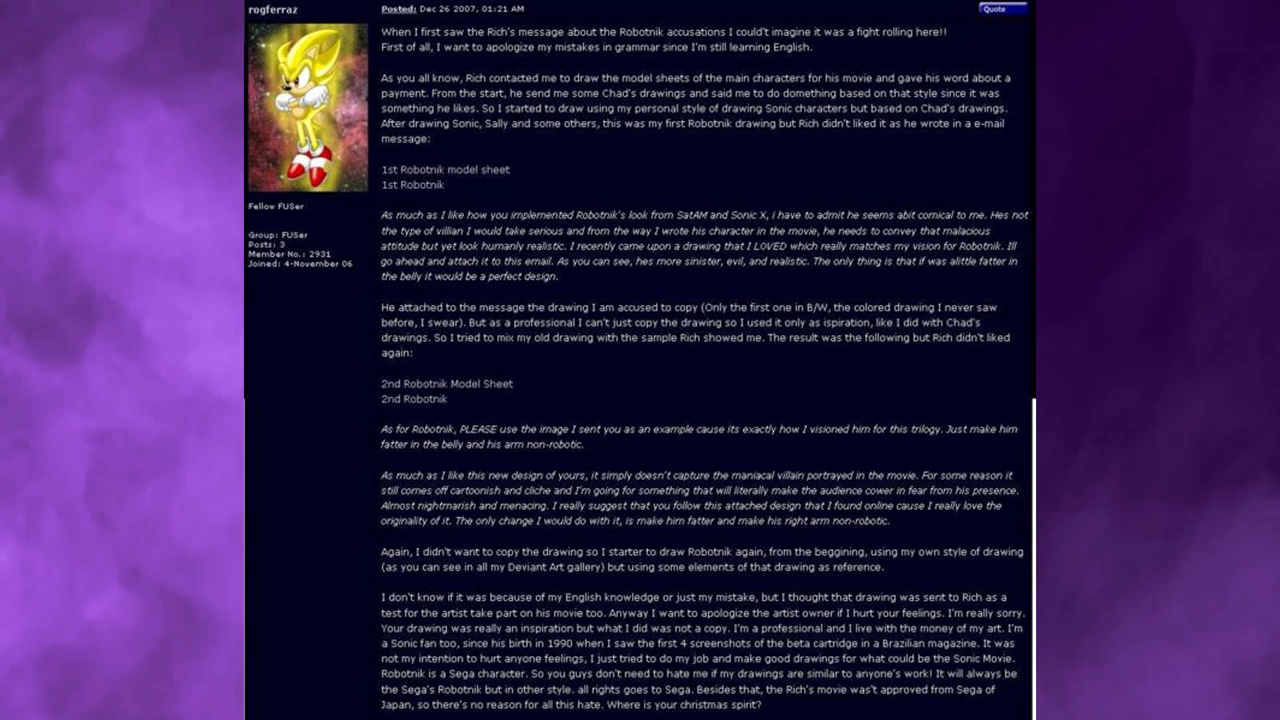 rogferraz
Posted: Dec 26 2007, 01:21 AM
Quote
When I first saw the Rich's message about the Robotnik accusations I could't imagine it was a fight rolling here!!
First of all, I want to apologize my mistakes in grammar since I'm still learning English.
As you all know, Rich contacted me to draw the model sheets of the main characters for his movie and gave his word about a
payment. From the start, he send me some Chad's drawings and said me to do domething based on that style since it was
something he likes. So I started to draw using my personal style of drawing Sonic characters but based on Chad's drawings.
After drawing Sonic, Sally and some others, this was my first Robotnik drawing but Rich didn't liked it as he wrote in a e-mail
message:
1st Robotnik model sheet
1st Robotnik
Fellow FUSer
Group: FUSer
Posts: 3
Member No.: 2931
Joined: 4-November 06
As much as I like how you implemented Robotnik's look from SatAM and Sonic X, i have to admit he seems abit comical to me. Hes not
the type of villian I would take serious and from the way I wrote his character in the movie, he needs to convey that malacious
attitude but yet look humanly realistic. I recently came upon a drawing that I LOVED which really matches my vision for Robotnik. Ill
go ahead and attach it to this email. As you can see, hes more sinister, evil, and realistic. The only thing is that if was alittle fatter in
the belly it would be a perfect design.
He attached to the message the drawing I am accused to copy (Only the first one in B/W, the colored drawing I never saw
before, I swear). But as a professional I can't just copy the drawing so I used it only as ispiration, like I did with Chad's
drawings. So I tried to mix my old drawing with the sample Rich showed me. The result was the following but Rich didn't liked
again:
2nd Robotnik Model Sheet
2nd Robotnik
As for Robotnik, PLEASE use the image I sent you as an example cause its exactly how I visioned him for this trilogy. Just make him
fatter in the belly and his arm non-robotic.
As much as I like this new design of yours, it simply doesn't capture the maniacal villain portrayed in the movie. For some reason it
still comes off cartoonish and cliche and I'm going for something that will literally make the audience cower in fear from his presence.
Almost nightmarish and menacing. I really suggest that you follow this attached design that I found online cause I really love the
originality of it. The only change I would do with it, is make him fatter and make his right arm non-robotic.
Again, I didn't want to copy the drawing so I starter to draw Robotnik again, from the beggining, using my own style of drawing
(as you can see in all my Deviant Art gallery) but using some elements of that drawing as reference.
I don't know if it was because of my English knowledge or just my mistake, but I thought that drawing was sent to Rich as a
test for the artist take part on his movie too. Anyway I want to apologize the artist owner if I hurt your feelings. I'm really sorry.
Your drawing was really an inspiration but what I did was not a copy. I'm a professional and I live with the money of my art. I'm
a Sonic fan too, since his birth in 1990 when I saw the first 4 screenshots of the beta cartridge in a Brazilian magazine. It was
not my intention to hurt anyone feelings, I just tried to do my job and make good drawings for what could be the Sonic Movie.
Robotnik is a Sega character. So you guys don't need to hate me if my drawings are similar to anyone's work! It will always be
the Sega's Robotnik but in other style. all rights goes to Sega. Besides that, the Rich's movie was't approved from Sega of
Japan, so there's no reason for all this hate. Where is your christmas spirit?